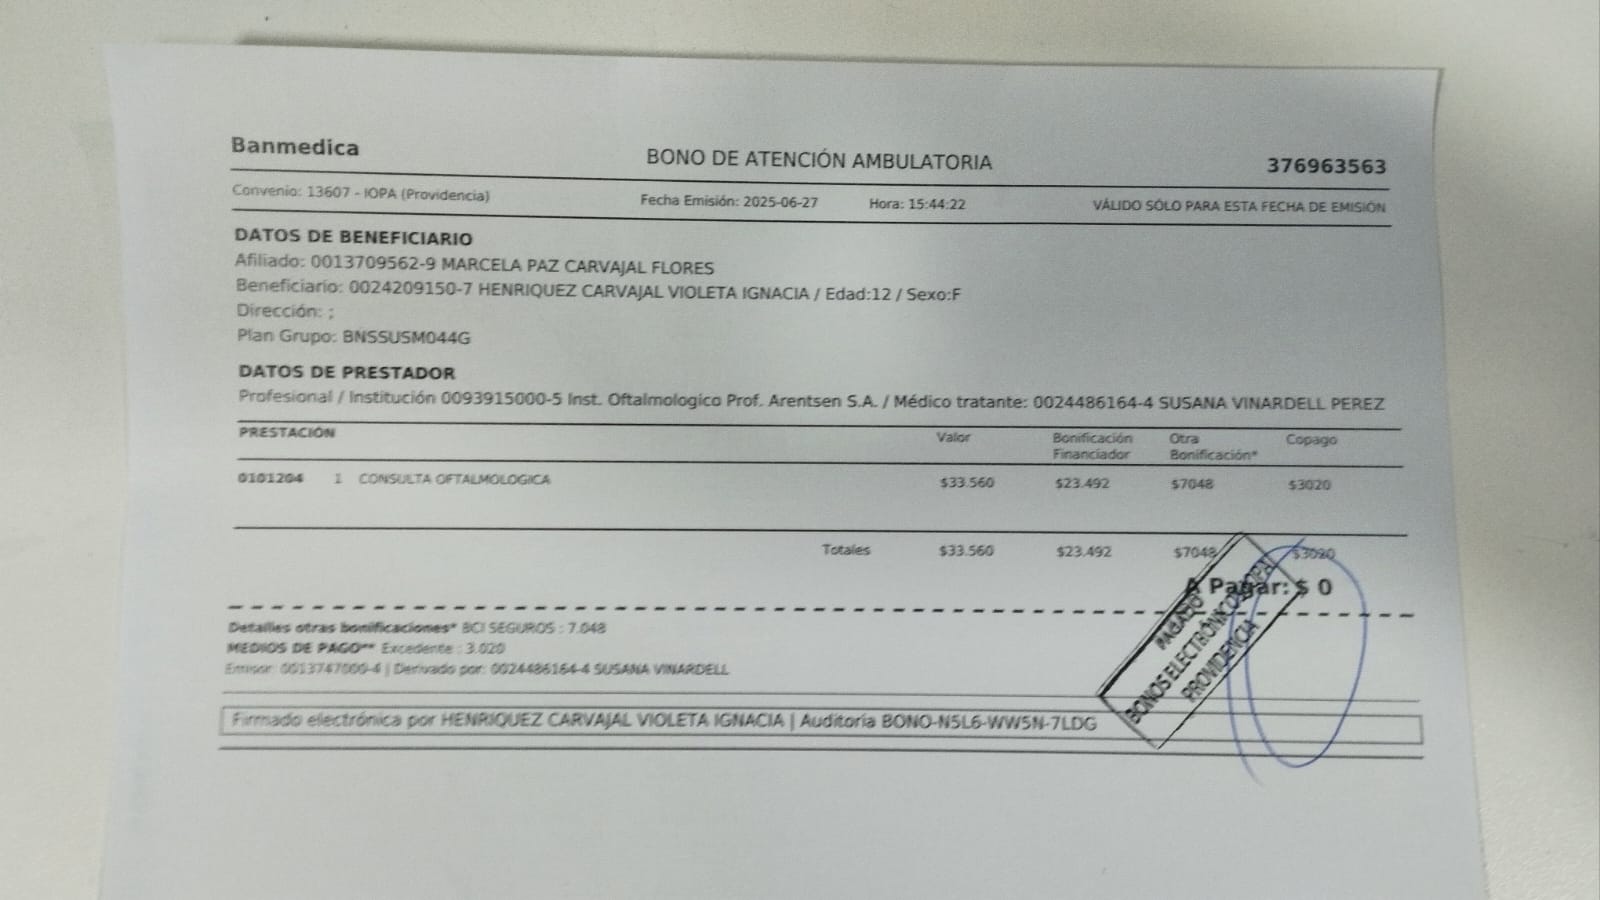 Banmedica
BONO DE ATENCIÓN AMBULATORIA
376963563
Convenio: 13607 - IOPA (Providencia)
Fecha Emisión: 2025-06-27
Hora: 15:44:22
VÁLIDO SÓLO PARA ESTA FECHA DE EMISIÓN
DATOS DE BENEFICIARIO
Afiliado: 0013709562-9 MARCELA PAZ CARVAJAL FLORES
Beneficiario: 0024209150-7 HENRIQUEZ CARVAJAL VIOLETA IGNACIA / Edad:12 / Sexo:F
Dirección: ;
Plan Grupo: BNSSUSM044G
DATOS DE PRESTADOR
Profesional / Institución 0093915000-5 Inst. Oftalmologico Prof. Arentsen S.A. / Médico tratante: 0024486164-4 SUSANA VINARDELL PEREZ
PRESTACIÓN Valor Bonificación Financiador Otra Bonificación* Copago
0101204 1 CONSULTA OFTALMOLOGICA $33.560 $23.492 $7048 $3020
Totales $33.560 $23.492 $7048 $3020
A Pagar: $ 0
Detalles otras bonificaciones* BCI SEGUROS : 7.048
MEDIOS DE PAGO** Excedente : 3.020
Emisor: 0013747000-4 | Derivado por: 0024486164-4 SUSANA VINARDELL
Firmado electrónica por HENRIQUEZ CARVAJAL VIOLETA IGNACIA | Auditoría BONO-N5L6-WW5N-7LDG
PAGADO
BONOS ELECTRÓNICOS IOPA
PROVIDENCIA